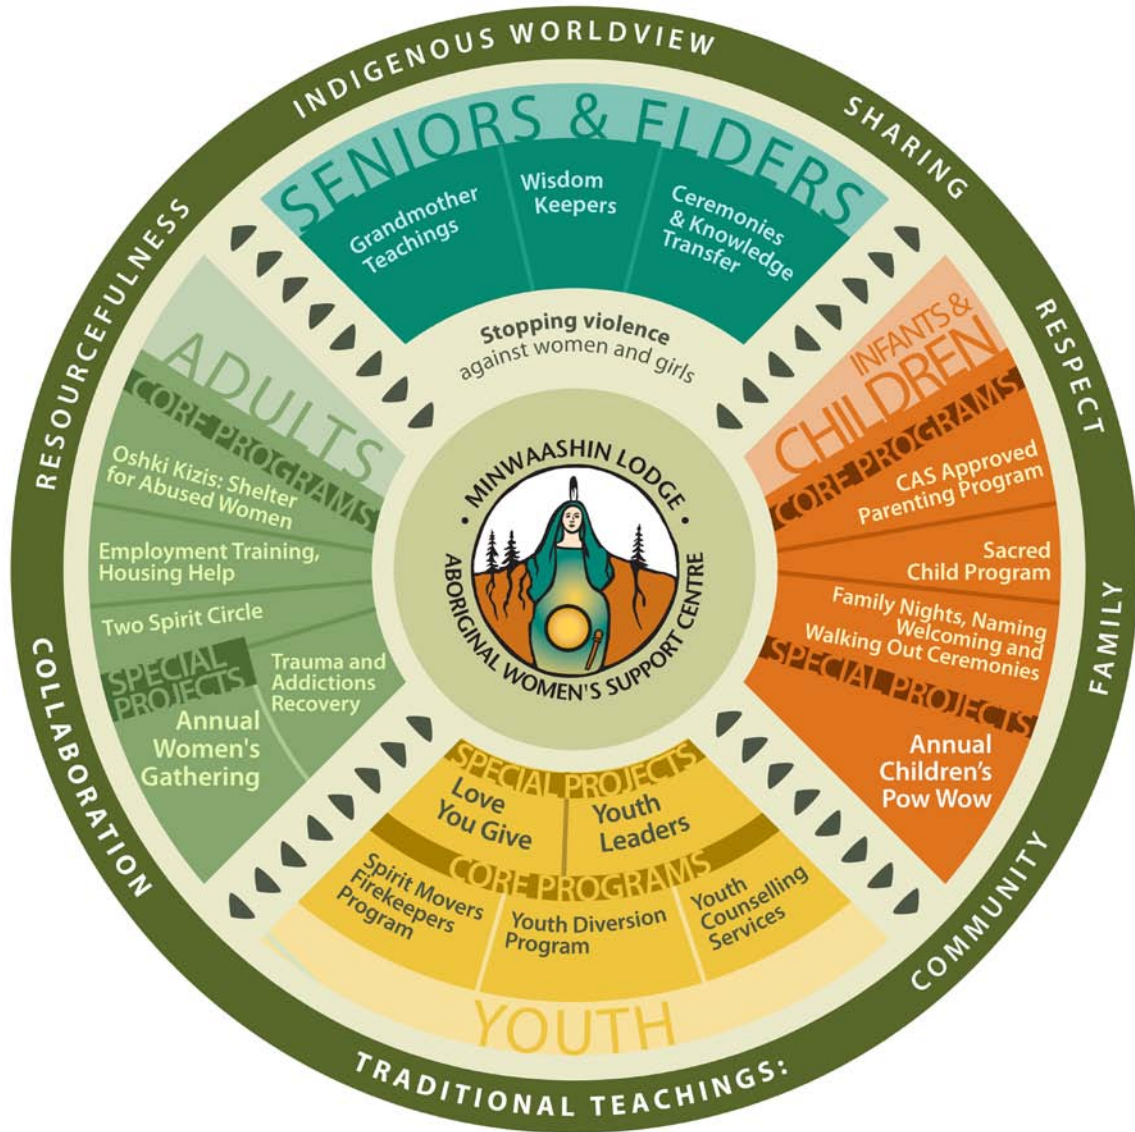 INDIGENOUS WORLDVIEW
SHARING
RESPECT
FAMILY
COMMUNITY
TRADITIONAL TEACHINGS:
COLLABORATION
RESOURCEFULNESS
SENIORS & ELDERS
Grandmother
Teachings
Wisdom
Keepers
Ceremonies
& Knowledge
Transfer
Stopping violence
against women and girls
INFANTS &
CHILDREN
CORE PROGRAMS
CAS Approved
Parenting Program
Sacred
Child Program
Family Nights, Naming
Welcoming and
Walking Out Ceremonies
SPECIAL PROJECTS
Annual
Children's
Pow Wow
ADULTS
CORE PROGRAMS
Oshki Kizis: Shelter
for Abused Women
Employment Training,
Housing Help
Two Spirit Circle
Trauma and
Addictions
Recovery
SPECIAL
PROJECTS
Annual
Women's
Gathering
• MINWAASHIN LODGE •
ABORIGINAL WOMEN'S SUPPORT CENTRE
SPECIAL PROJECTS
Love
You Give
Youth
Leaders
CORE PROGRAMS
Spirit Movers
Firekeepers
Program
Youth Diversion
Program
Youth
Counselling
Services
YOUTH